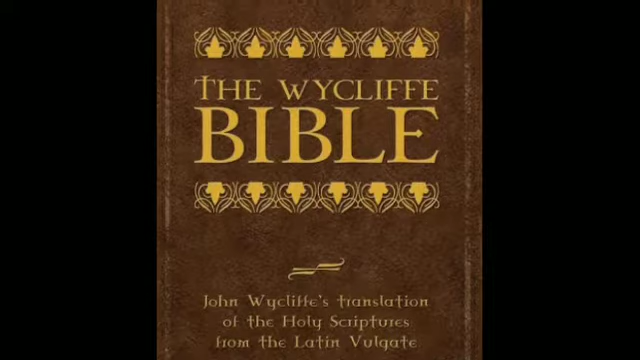 THE WYCLIFFE
BIBLE
John Wycliffe's translation
of the Holy Scriptures
from the Latin Vulgate